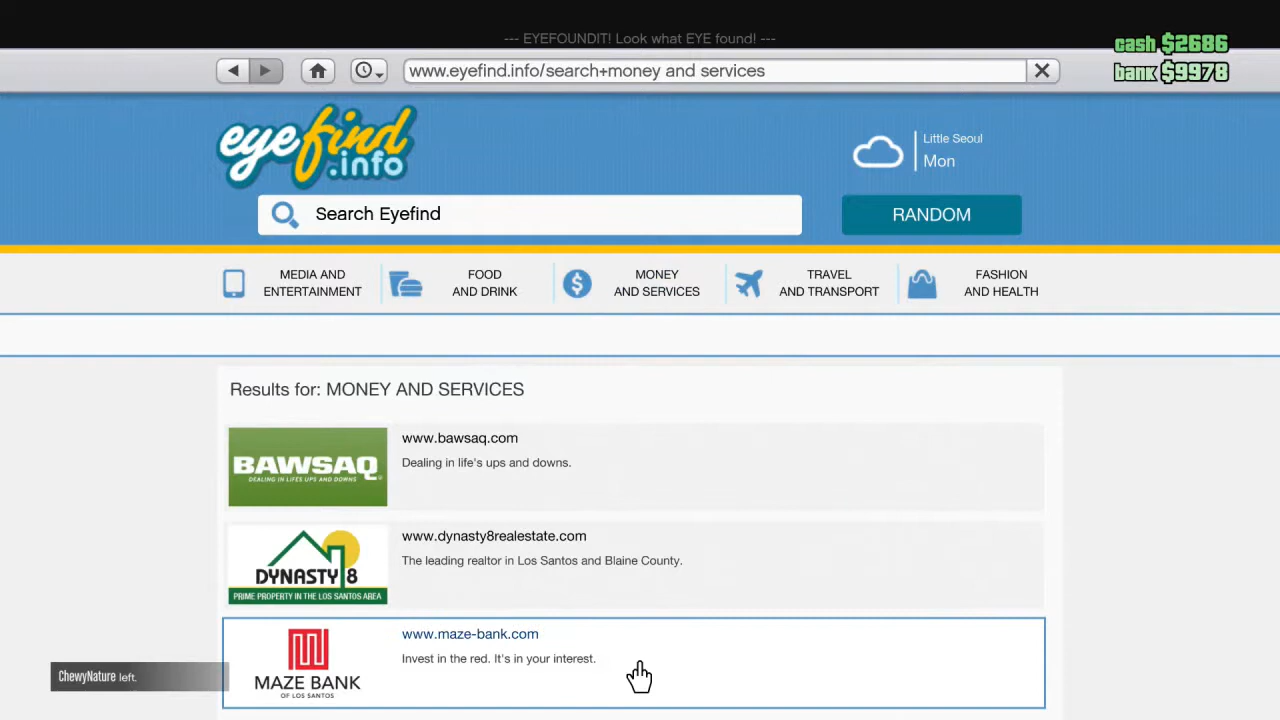 --- EYEFOUNDIT! Look what EYE found! ---
cash $2686
bank $9978
www.eyefind.info/search+money and services
eyefind
.info
Little Seoul
Mon
Search Eyefind
RANDOM
MEDIA AND
ENTERTAINMENT
FOOD
AND DRINK
MONEY
AND SERVICES
TRAVEL
AND TRANSPORT
FASHION
AND HEALTH
Results for: MONEY AND SERVICES
BAWSAQ
DEALING IN LIFES UPS AND DOWNS
www.bawsaq.com
Dealing in life's ups and downs.
DYNASTY 8
PRIME PROPERTY IN THE LOS SANTOS AREA
www.dynasty8realestate.com
The leading realtor in Los Santos and Blaine County.
MAZE BANK
OF LOS SANTOS
www.maze-bank.com
Invest in the red. It's in your interest.
ChewyNature left.